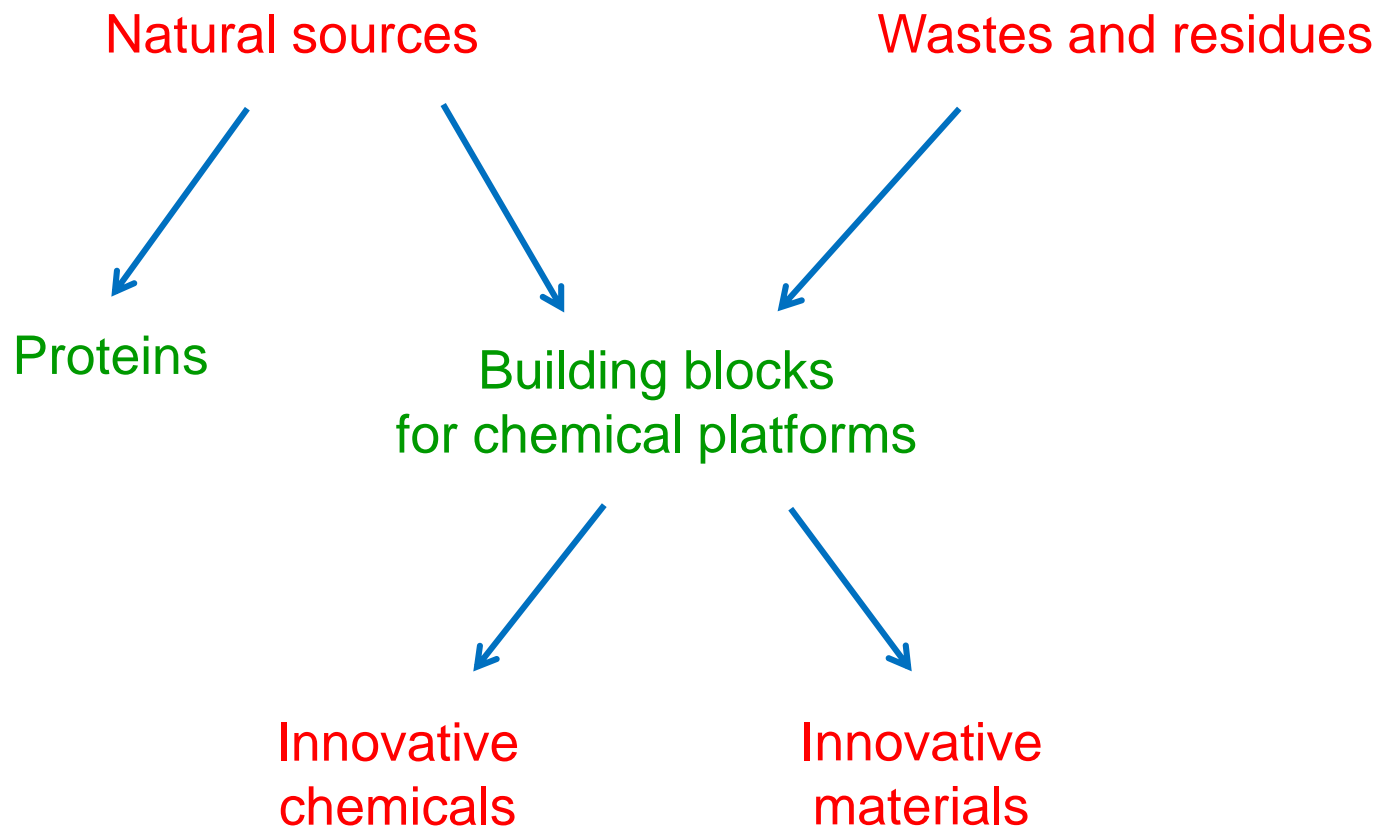 Natural sources
Wastes and residues
Proteins
Building blocks
for chemical platforms
Innovative
chemicals
Innovative
materials